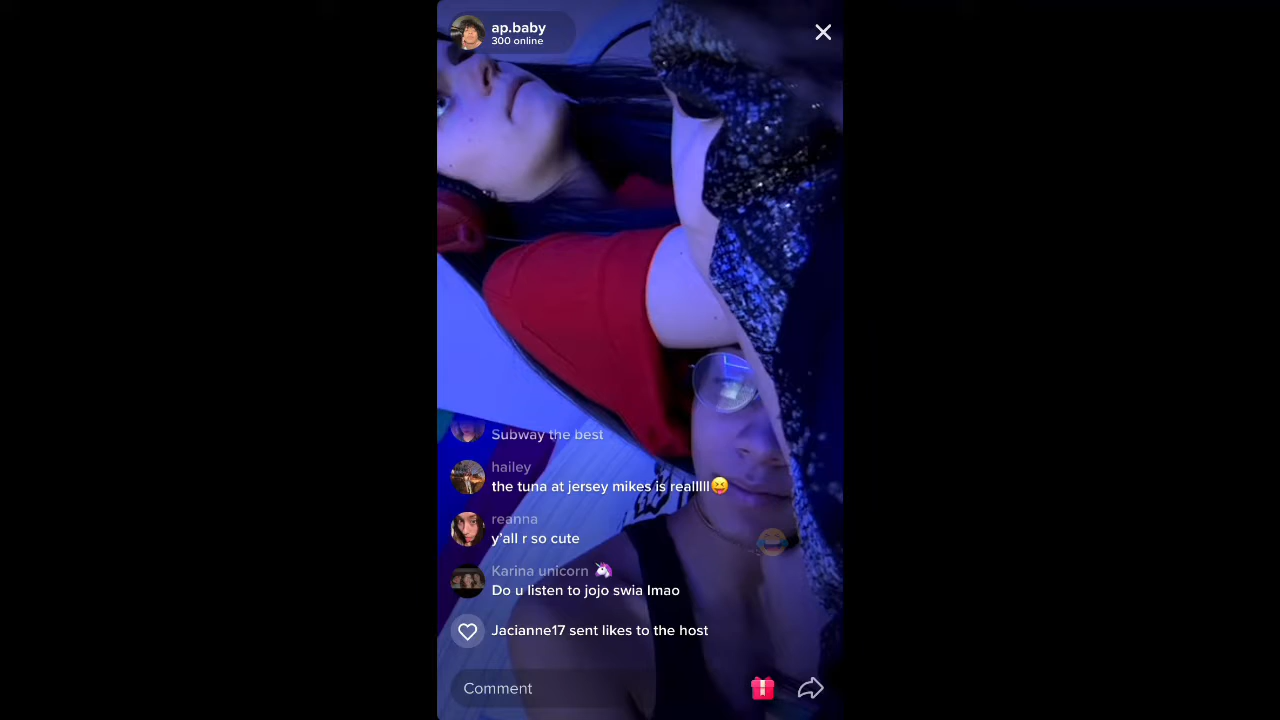 ap.baby
300 online
Subway the best
hailey
the tuna at jersey mikes is realllll😝
reanna
y'all r so cute
Karina unicorn 🦄
Do u listen to jojo swia lmao
Jacianne17 sent likes to the host
Comment